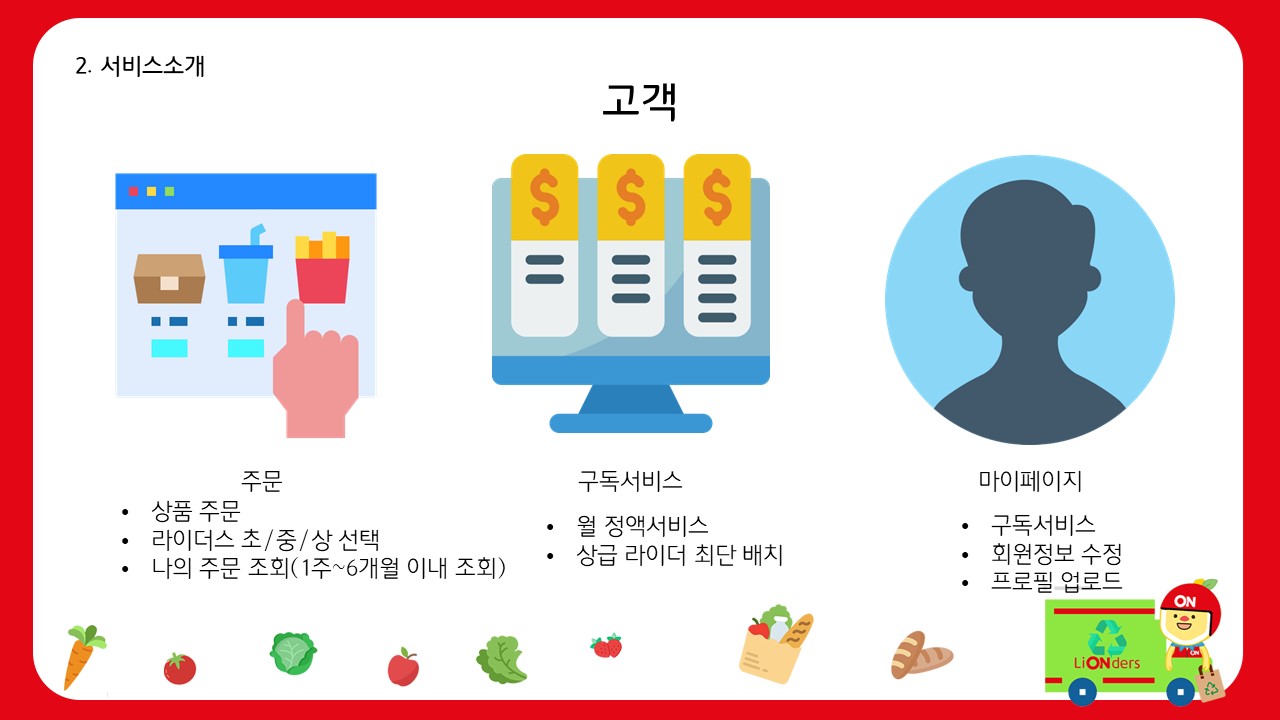 2. 서비스소개
고객
$ $ $
주문
• 상품 주문
• 라이더스 초/중/상 선택
• 나의 주문 조회(1주~6개월 이내 조회)
구독서비스
• 월 정액서비스
• 상급 라이더 최단 배치
마이페이지
• 구독서비스
• 회원정보 수정
• 프로필 업로드
ON
LiONders
ON